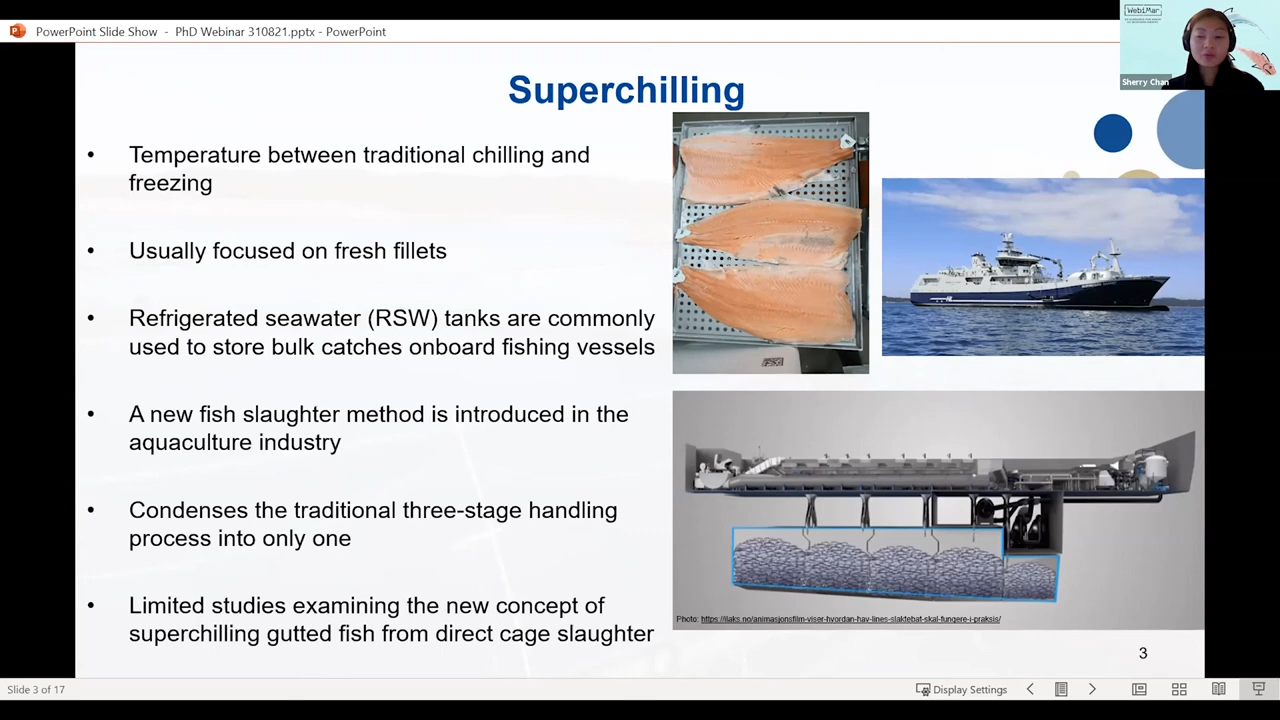 PowerPoint Slide Show - PhD Webinar 310821.pptx - PowerPoint
WEBiMAR
Sherry Chan
Superchilling
• Temperature between traditional chilling and
freezing
• Usually focused on fresh fillets
• Refrigerated seawater (RSW) tanks are commonly
used to store bulk catches onboard fishing vessels
• A new fish slaughter method is introduced in the
aquaculture industry
• Condenses the traditional three-stage handling
process into only one
• Limited studies examining the new concept of
superchilling gutted fish from direct cage slaughter
Photo: https://ilaks.no/animasjonsfilm-viser-hvordan-hav-lines-slaktebat-skal-fungere-i-praksis/
3
Slide 3 of 17
Display Settings